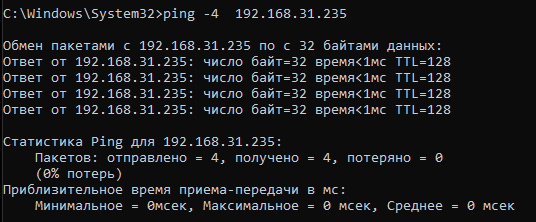 C:\Windows\System32>ping -4  192.168.31.235
Обмен пакетами с 192.168.31.235 по с 32 байтами данных:
Ответ от 192.168.31.235: число байт=32 время<1мс TTL=128
Ответ от 192.168.31.235: число байт=32 время<1мс TTL=128
Ответ от 192.168.31.235: число байт=32 время<1мс TTL=128
Ответ от 192.168.31.235: число байт=32 время<1мс TTL=128
Статистика Ping для 192.168.31.235:
Пакетов: отправлено = 4, получено = 4, потеряно = 0
(0% потерь)
Приблизительное время приема-передачи в мс:
Минимальное = 0мсек, Максимальное = 0 мсек, Среднее = 0 мсек